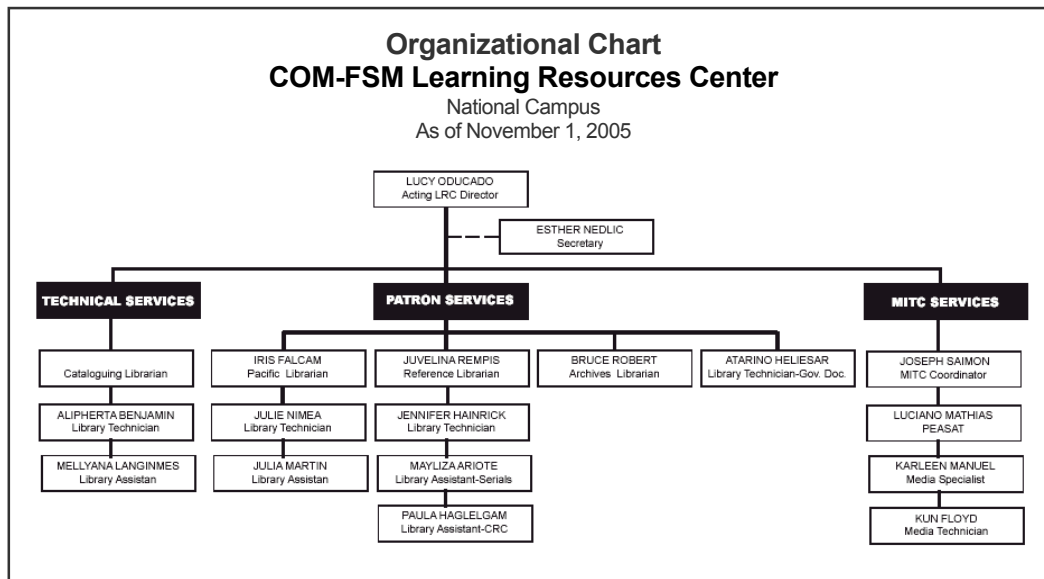 Organizational Chart
COM-FSM Learning Resources Center
National Campus
As of November 1, 2005
LUCY ODUCADO
Acting LRC Director
ESTHER NEDLIC
Secretary
TECHNICAL SERVICES
PATRON SERVICES
MITC SERVICES
Cataloguing Librarian
ALIPHERTA BENJAMIN
Library Technician
MELLYANA LANGINMES
Library Assistan
IRIS FALCAM
Pacific Librarian
JULIE NIMEA
Library Technician
JULIA MARTIN
Library Assistan
JUVELINA REMPIS
Reference Librarian
JENNIFER HAINRICK
Library Technician
MAYLIZA ARIOTE
Library Assistant-Serials
PAULA HAGLELGAM
Library Assistant-CRC
BRUCE ROBERT
Archives Librarian
ATARINO HELIESAR
Library Technician-Gov. Doc.
JOSEPH SAIMON
MITC Coordinator
LUCIANO MATHIAS
PEASAT
KARLEEN MANUEL
Media Specialist
KUN FLOYD
Media Technician